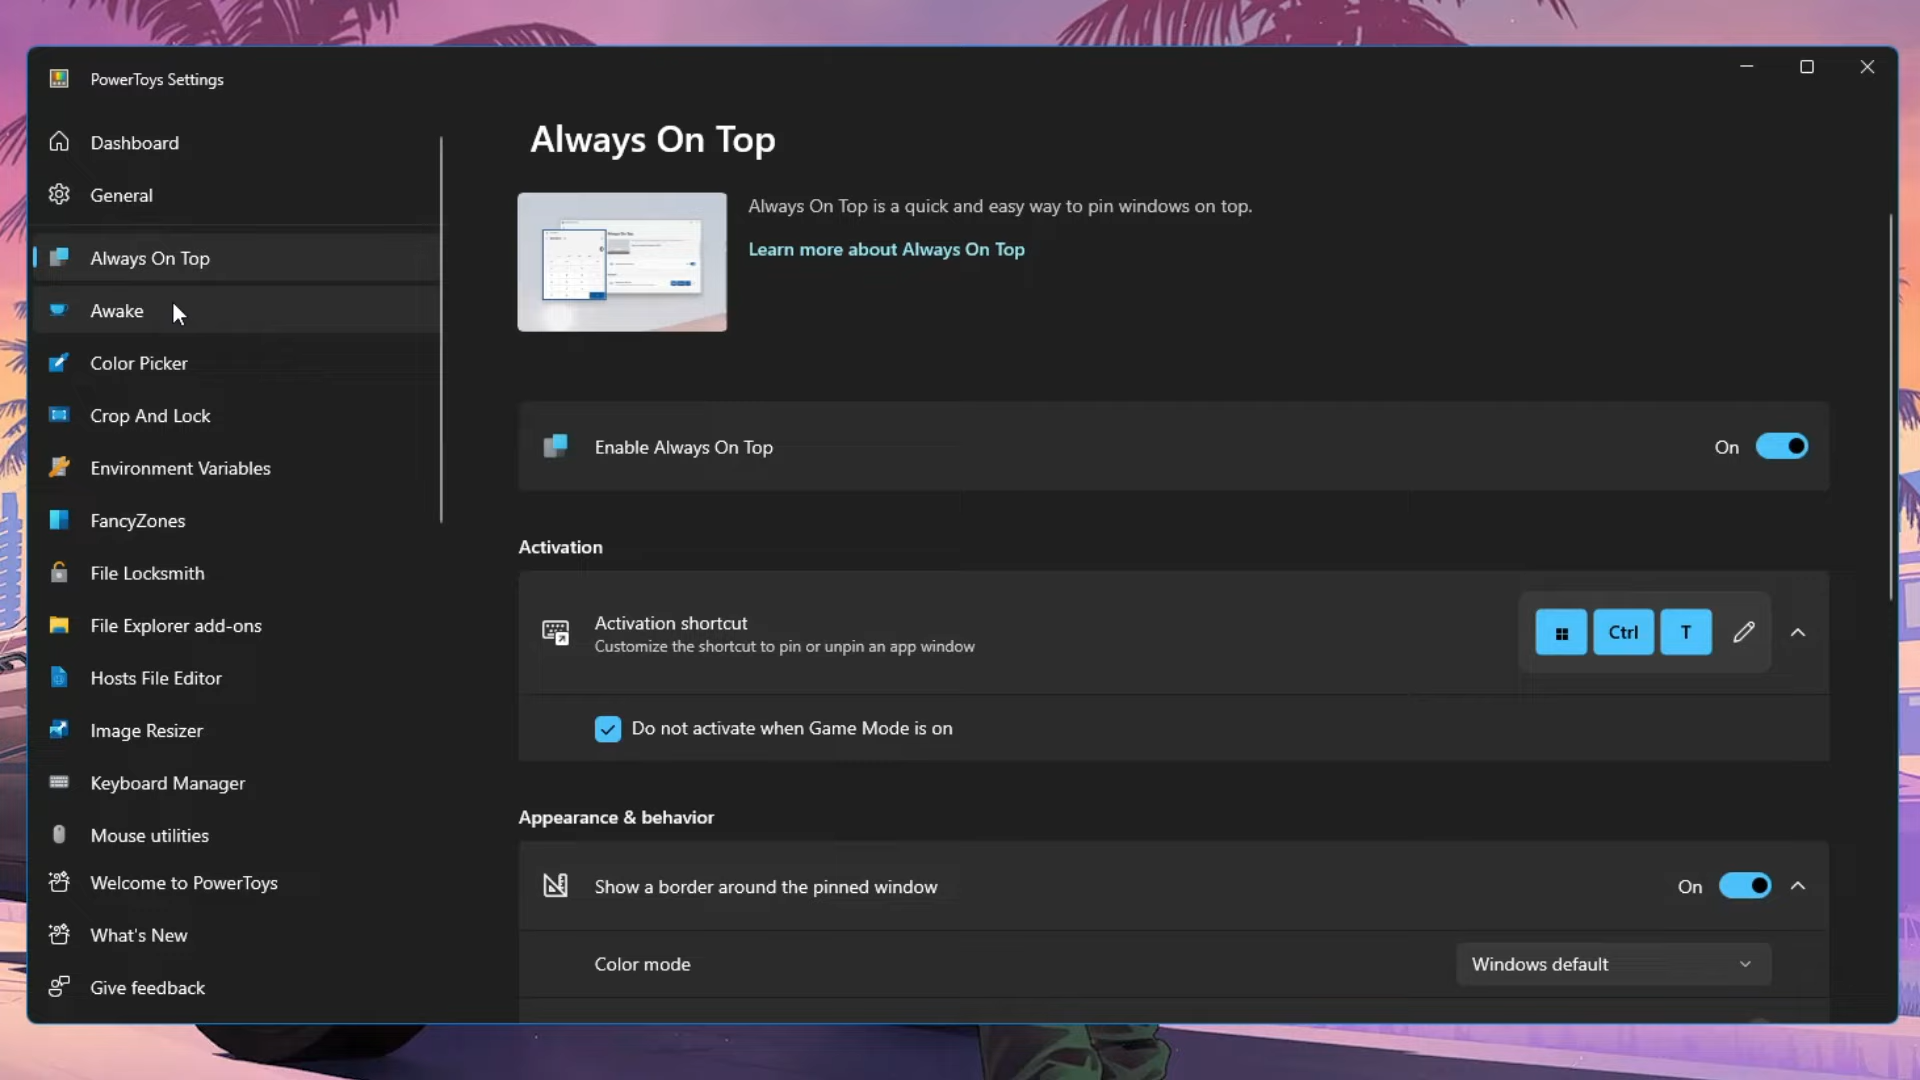 PowerToys Settings
Dashboard
General
Always On Top
Awake
Color Picker
Crop And Lock
Environment Variables
FancyZones
File Locksmith
File Explorer add-ons
Hosts File Editor
Image Resizer
Keyboard Manager
Mouse utilities
Welcome to PowerToys
What's New
Give feedback
Always On Top
Always On Top is a quick and easy way to pin windows on top.
Learn more about Always On Top
Enable Always On Top
On
Activation
Activation shortcut
Customize the shortcut to pin or unpin an app window
Ctrl T
Do not activate when Game Mode is on
Appearance & behavior
Show a border around the pinned window
On
Color mode
Windows default